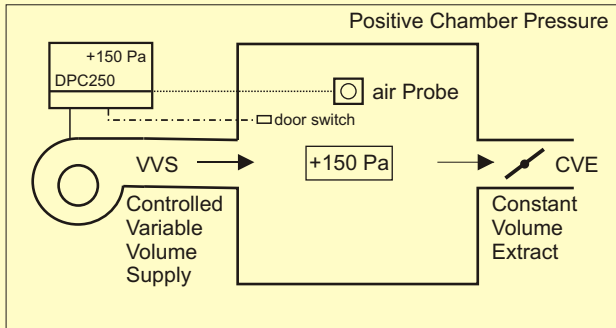 Positive Chamber Pressure
+150 Pa
DPC250
air Probe
door switch
VVS
+150 Pa
CVE
Controlled
Variable
Volume
Supply
Constant
Volume
Extract